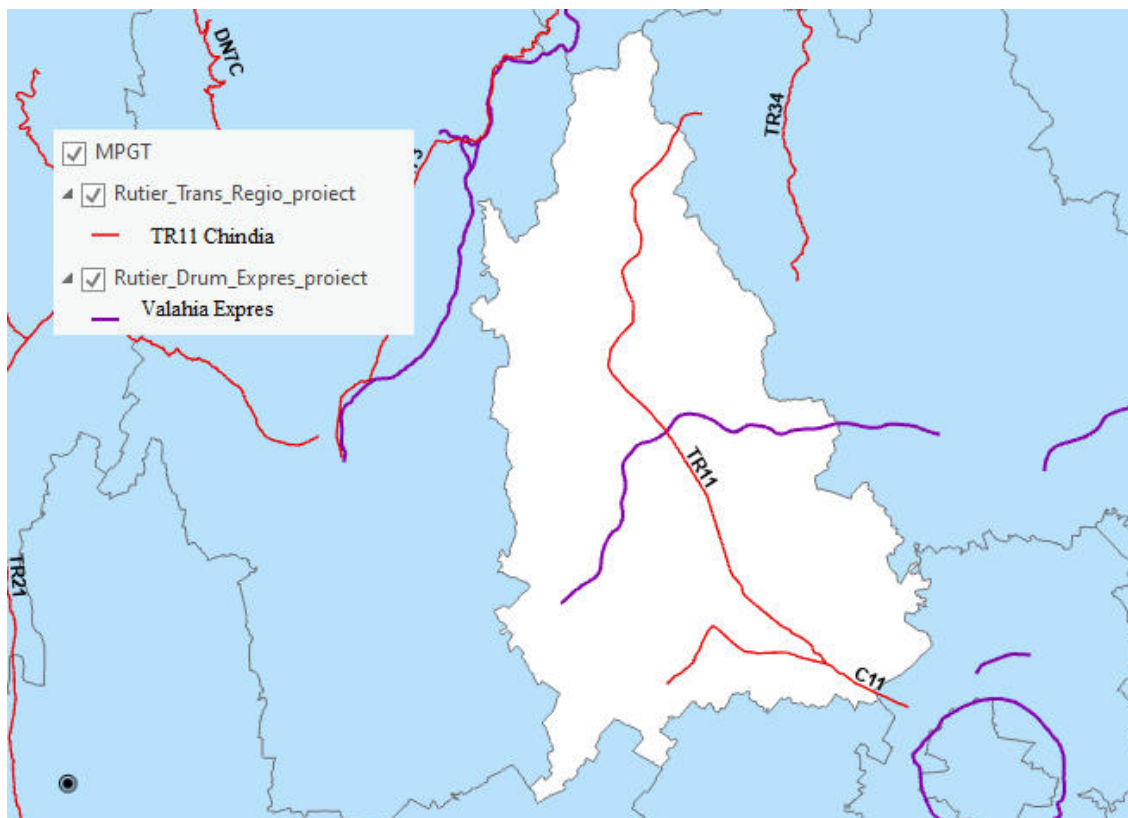 DN7C
TR34
MPGT
Rutier_Trans_Regio_proiect
TR11 Chindia
Rutier_Drum_Expres_proiect
Valahia Expres
TR11
TR21
C11